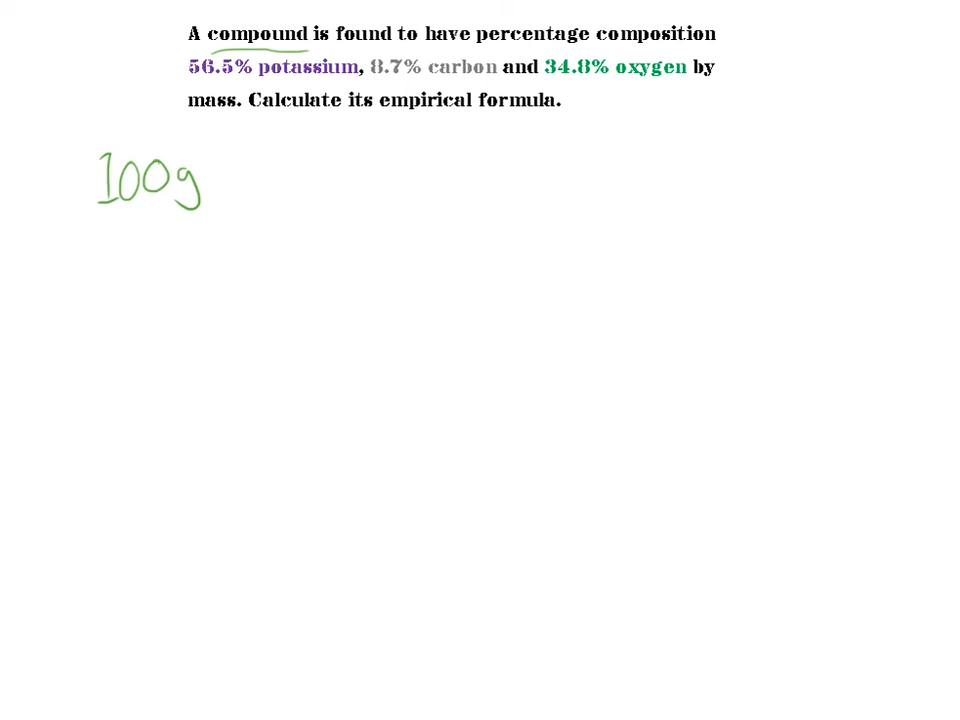 A compound is found to have percentage composition
56.5% potassium, 8.7% carbon and 34.8% oxygen by
mass. Calculate its empirical formula.
100g